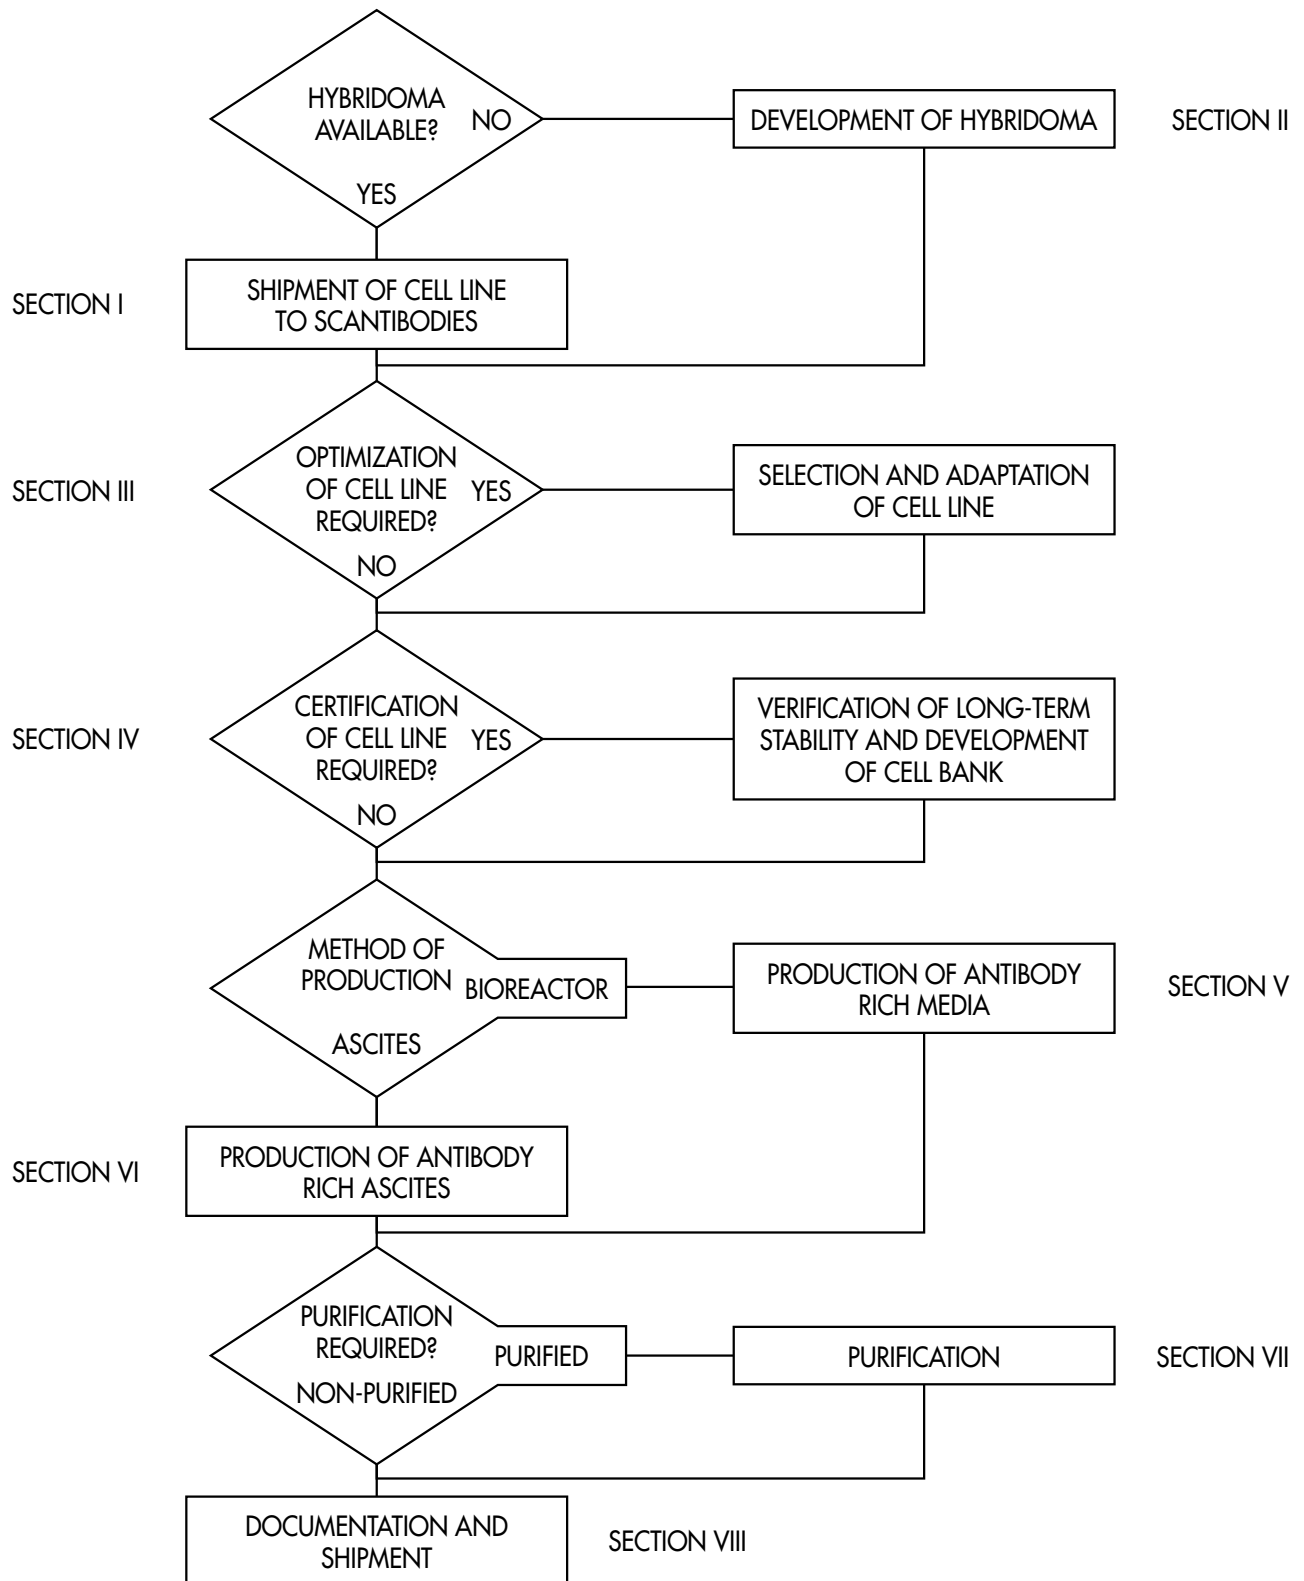 HYBRIDOMA
AVAILABLE?
NO
YES
DEVELOPMENT OF HYBRIDOMA
SECTION II
SECTION I
SHIPMENT OF CELL LINE
TO SCANTIBODIES
SECTION III
OPTIMIZATION
OF CELL LINE
REQUIRED?
YES
NO
SELECTION AND ADAPTATION
OF CELL LINE
SECTION IV
CERTIFICATION
OF CELL LINE
REQUIRED?
YES
NO
VERIFICATION OF LONG-TERM
STABILITY AND DEVELOPMENT
OF CELL BANK
METHOD OF
PRODUCTION
BIOREACTOR
ASCITES
PRODUCTION OF ANTIBODY
RICH MEDIA
SECTION V
SECTION VI
PRODUCTION OF ANTIBODY
RICH ASCITES
PURIFICATION
REQUIRED?
PURIFIED
NON-PURIFIED
PURIFICATION
SECTION VII
DOCUMENTATION AND
SHIPMENT
SECTION VIII